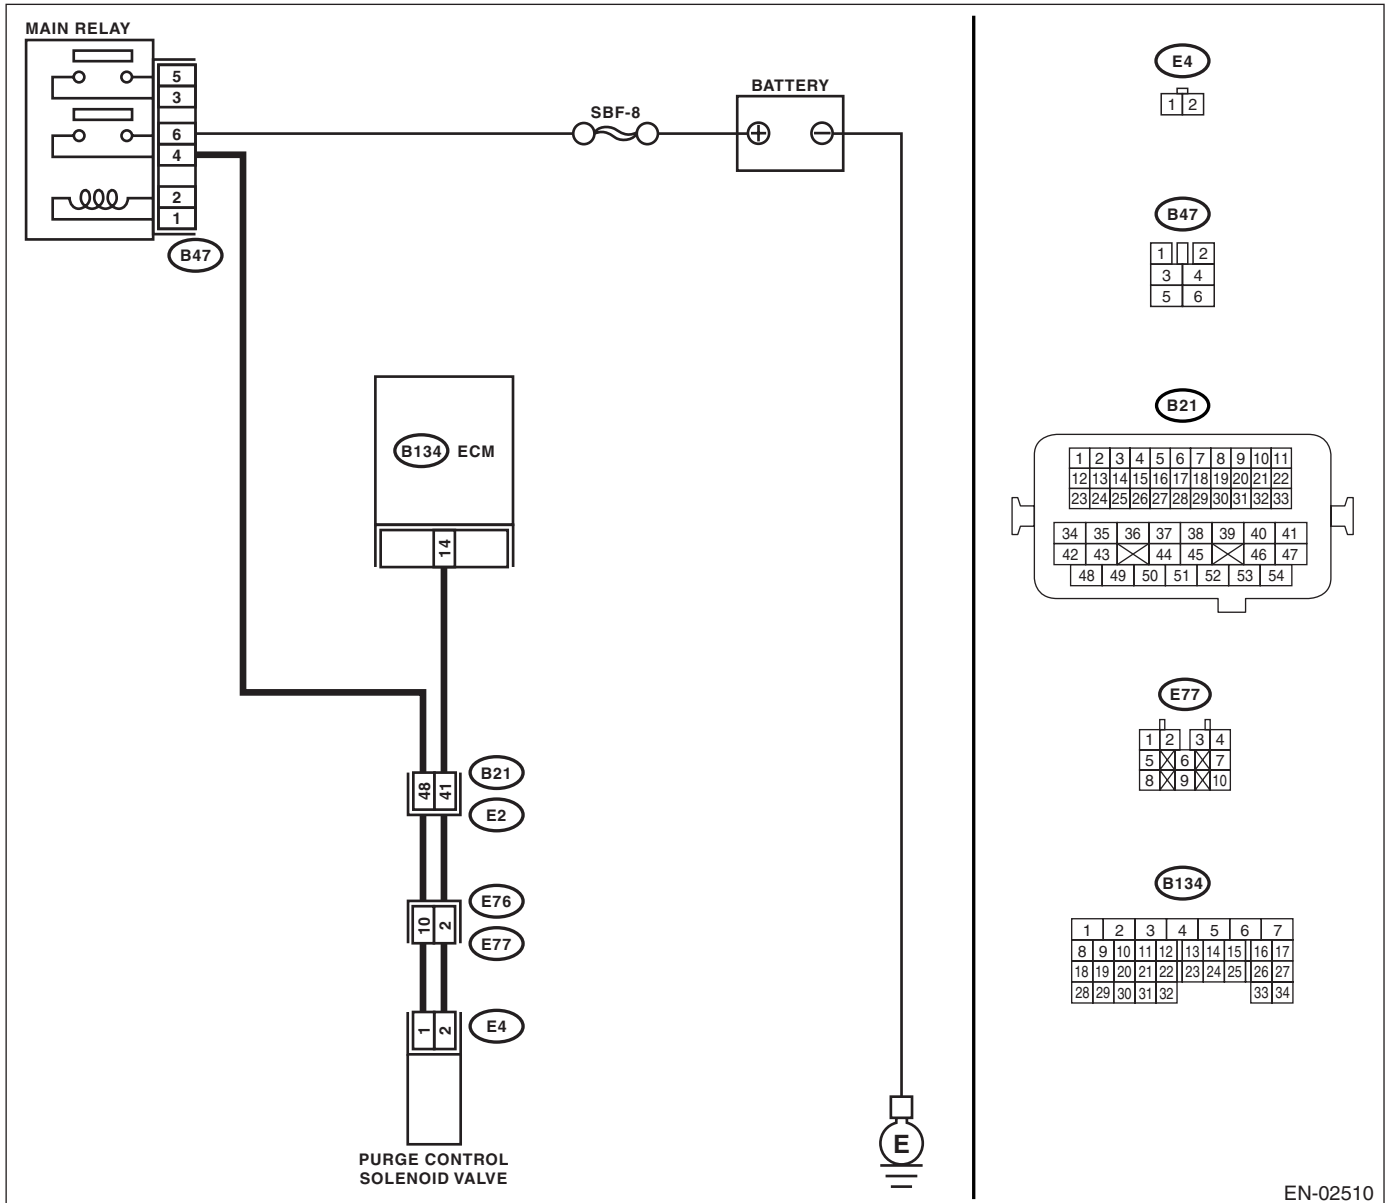 MAIN RELAY
5
3
6
4
2
1
B47
SBF-8
BATTERY
+ −
B134 ECM
14
48 41
B21
E2
10 2
E76
E77
1 2
E4
PURGE CONTROL
SOLENOID VALVE
E
E4
1 2
B47
1 2
3 4
5 6
B21
1 2 3 4 5 6 7 8 9 10 11
12 13 14 15 16 17 18 19 20 21 22
23 24 25 26 27 28 29 30 31 32 33
34 35 36 37 38 39 40 41
42 43 44 45 46 47
48 49 50 51 52 53 54
E77
1 2 3 4
5 6 7
8 9 10
B134
1 2 3 4 5 6 7
8 9 10 11 12 13 14 15 16 17
18 19 20 21 22 23 24 25 26 27
28 29 30 31 32 33 34
EN-02510